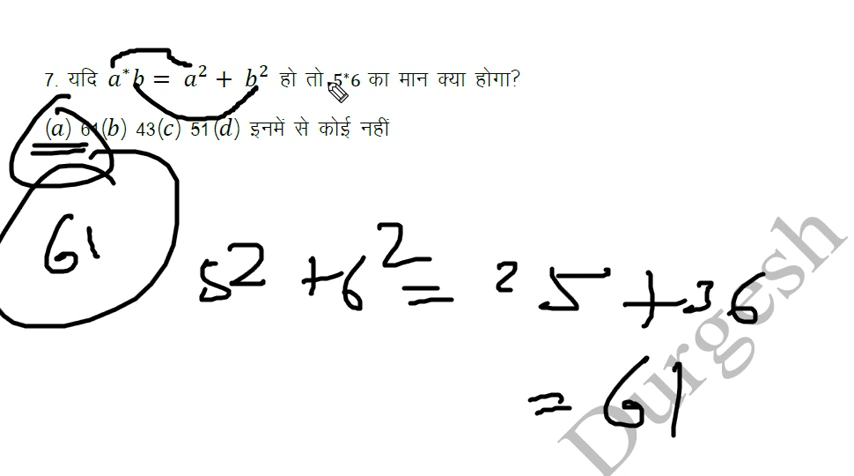 7. यदि a*b = a² + b² हो तो 5*6 का मान क्या होगा?
(a) 61(b) 43(c) 51(d) इनमें से कोई नहीं
61
5² + 6² = 25 + 36
= 61
Durgesh